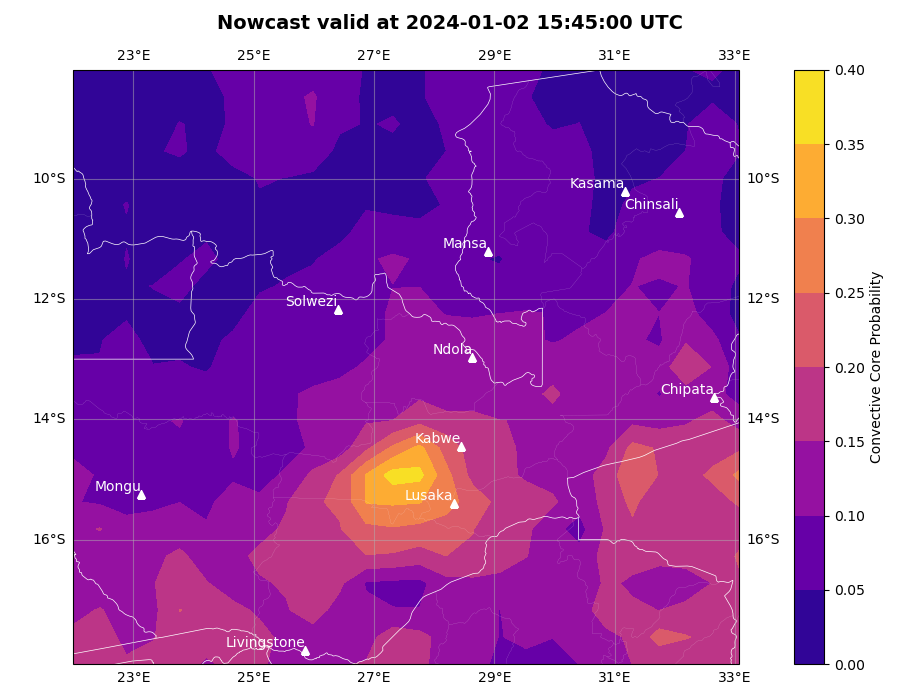 Nowcast valid at 2024-01-02 15:45:00 UTC
23°E 25°E 27°E 29°E 31°E 33°E
0.40
0.35
10°S Kasama 10°S
Chinsali
0.30
Mansa
12°S Solwezi 12°S
0.25
Ndola
0.20
Chipata
14°S 14°S
Kabwe
0.15
Mongu Lusaka
0.10
16°S 16°S
0.05
Livingstone
0.00
23°E 25°E 27°E 29°E 31°E 33°E
Convective Core Probability